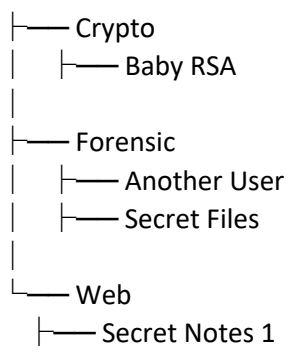 ├── Crypto
│   ├── Baby RSA
│
├── Forensic
│   ├── Another User
│   ├── Secret Files
│
└── Web
    ├── Secret Notes 1